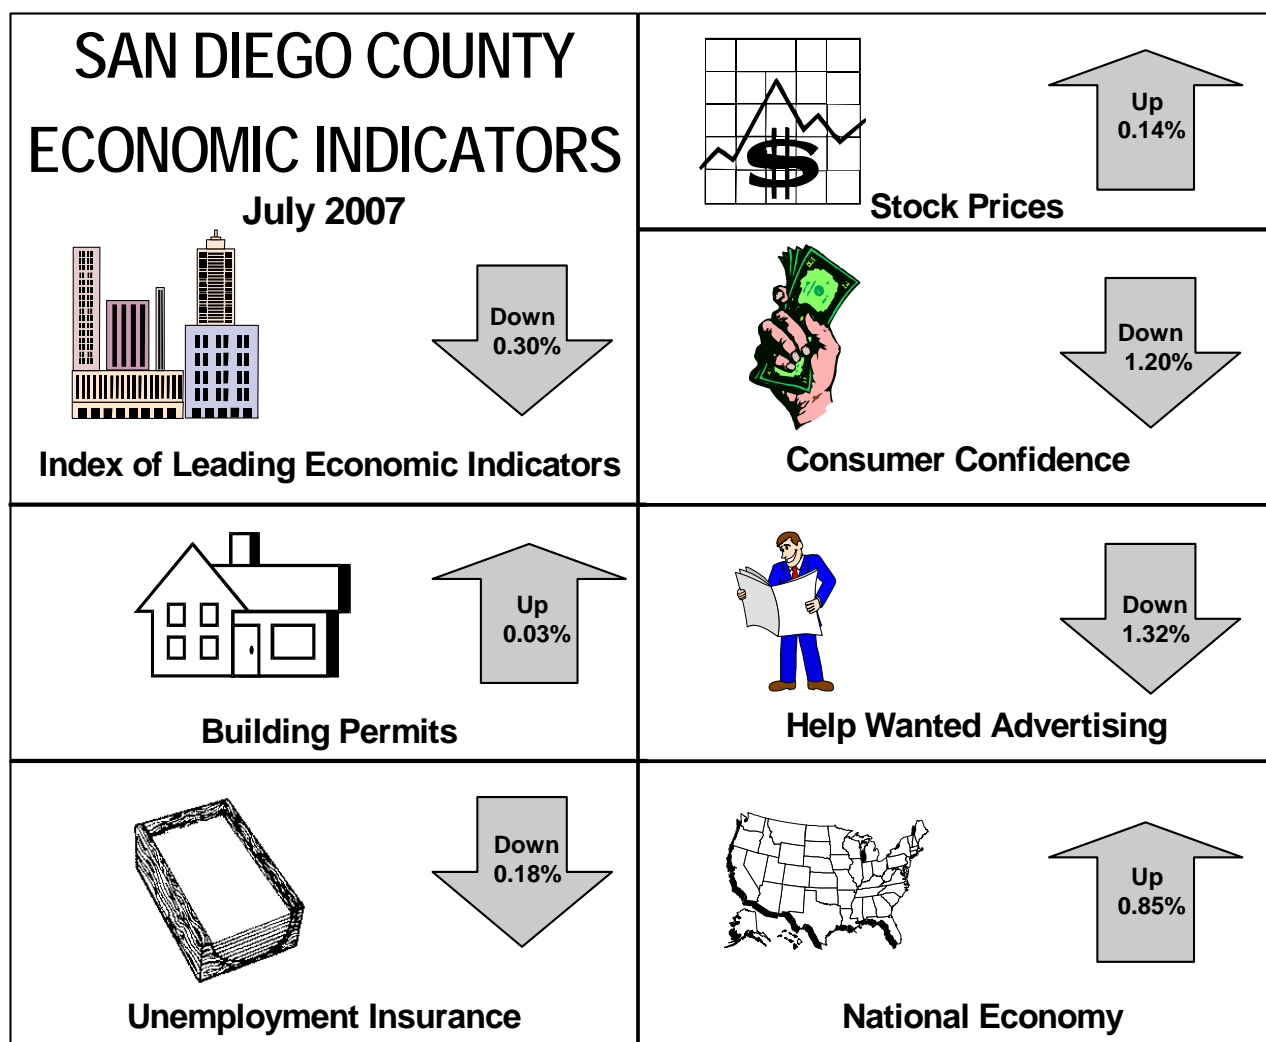 SAN DIEGO COUNTY
ECONOMIC INDICATORS
July 2007
Down
0.30%
Index of Leading Economic Indicators
Up
0.14%
Stock Prices
Down
1.20%
Consumer Confidence
Up
0.03%
Building Permits
Down
1.32%
Help Wanted Advertising
Down
0.18%
Unemployment Insurance
Up
0.85%
National Economy